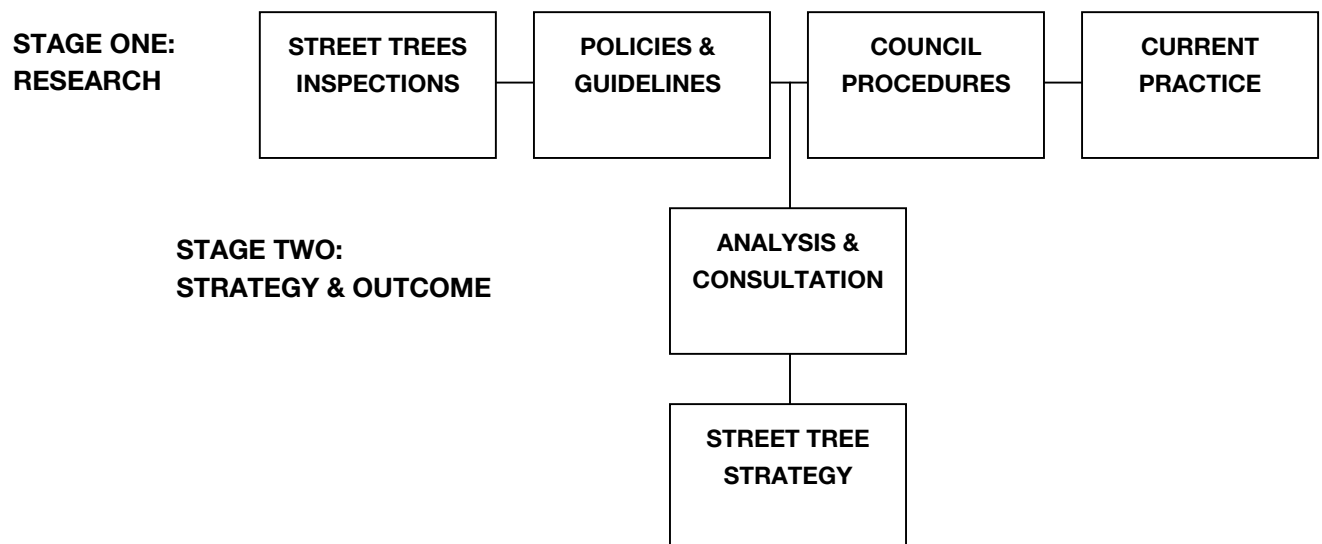 STAGE ONE:
RESEARCH
STREET TREES
INSPECTIONS
POLICIES &
GUIDELINES
COUNCIL
PROCEDURES
CURRENT
PRACTICE
STAGE TWO:
STRATEGY & OUTCOME
ANALYSIS &
CONSULTATION
STREET TREE
STRATEGY